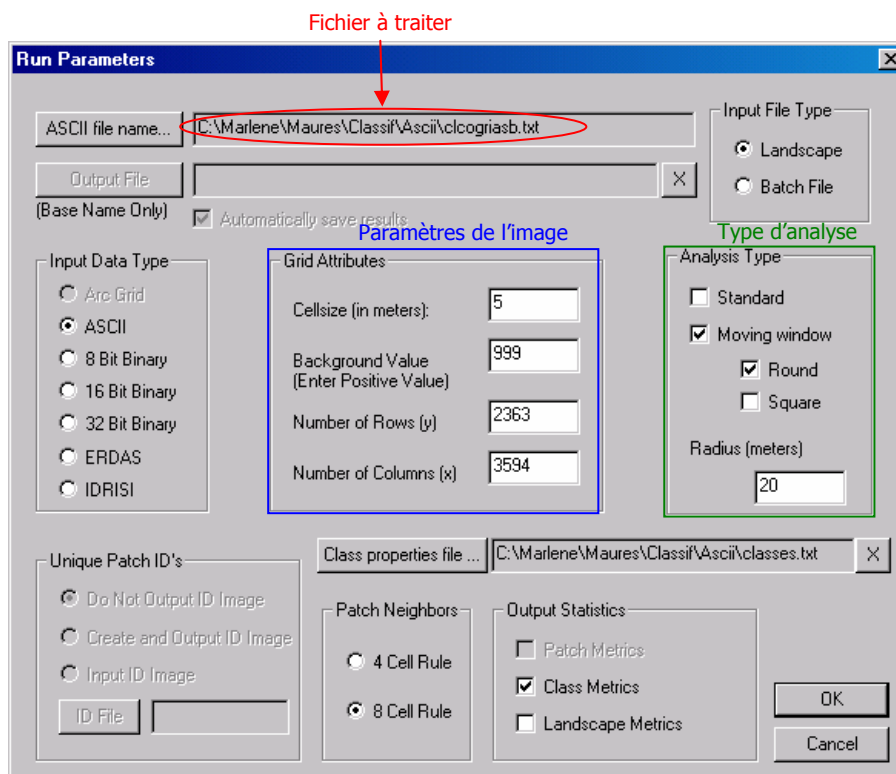 Fichier à traiter
Run Parameters
ASCII file name...
C:\Marlene\Maures\Classif\Ascii\clcogriasb.txt
Input File Type
Landscape
Batch File
Output File
X
(Base Name Only)
Automatically save results
Paramètres de l'image
Type d'analyse
Input Data Type
Arc Grid
ASCII
8 Bit Binary
16 Bit Binary
32 Bit Binary
ERDAS
IDRISI
Grid Attributes
Cellsize (in meters):
5
Background Value
(Enter Positive Value)
999
Number of Rows (y)
2363
Number of Columns (x)
3594
Analysis Type
Standard
Moving window
Round
Square
Radius (meters)
20
Class properties file ...
C:\Marlene\Maures\Classif\Ascii\classes.txt
X
Unique Patch ID's
Do Not Output ID Image
Create and Output ID Image
Input ID Image
ID File
Patch Neighbors
4 Cell Rule
8 Cell Rule
Output Statistics
Patch Metrics
Class Metrics
Landscape Metrics
OK
Cancel